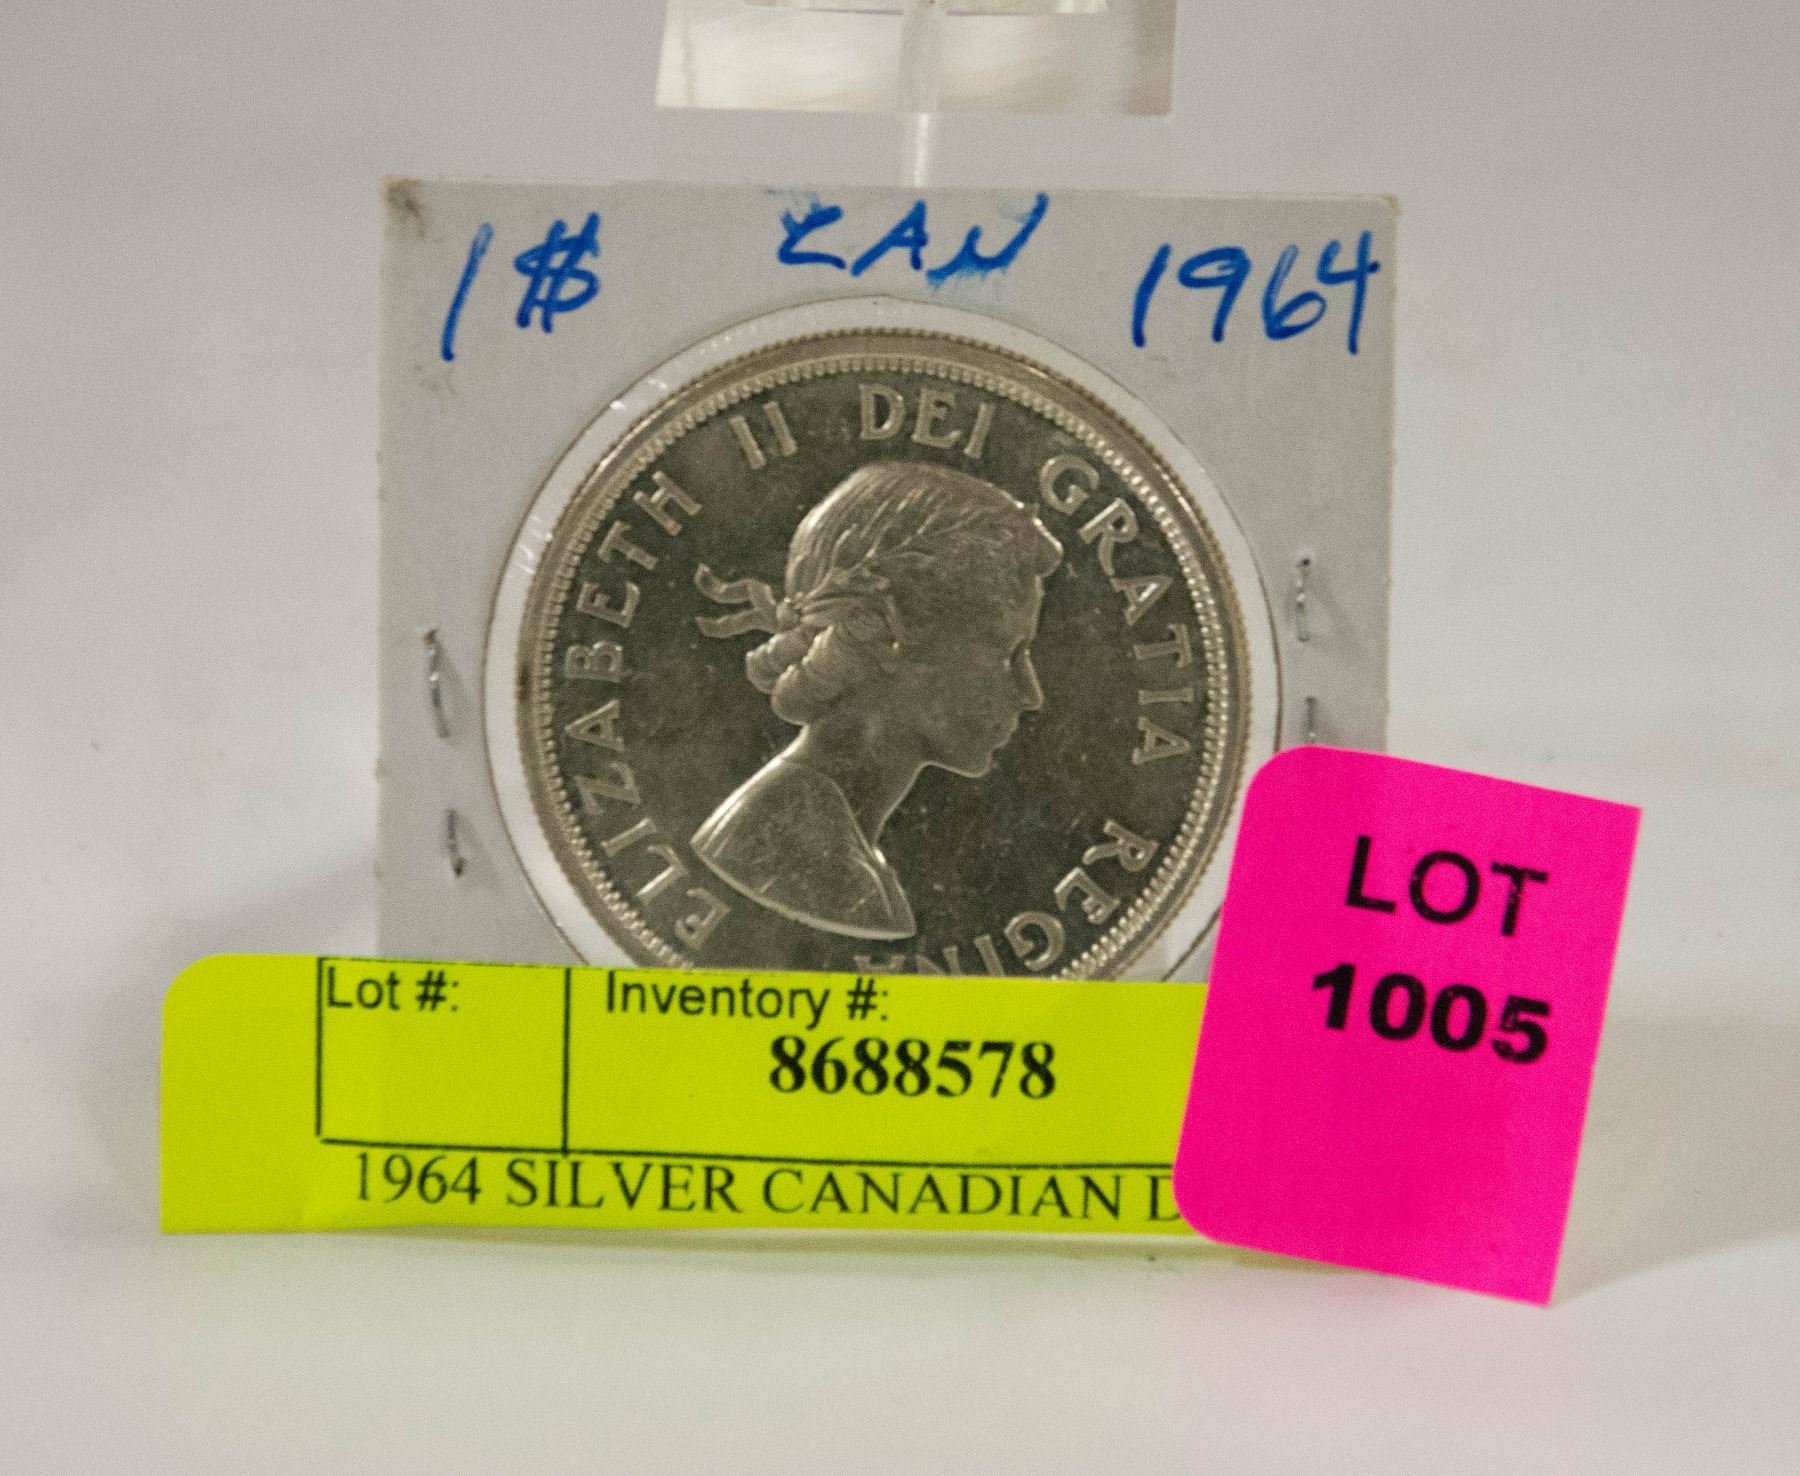 1$ CAN 1964
ELIZABETH II DEI GRATIA REGINA
LOT
1005
Lot #: Inventory #:
8688578
1964 SILVER CANADIAN D